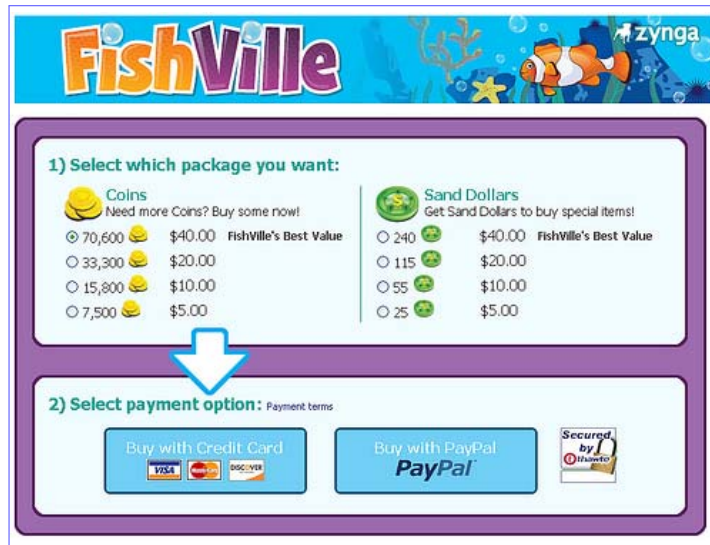 FishVille
zynga
1) Select which package you want:
Coins
Need more Coins? Buy some now!
70,600 $40.00 FishVille's Best Value
33,300 $20.00
15,800 $10.00
7,500 $5.00
Sand Dollars
Get Sand Dollars to buy special items!
240 $40.00 FishVille's Best Value
115 $20.00
55 $10.00
25 $5.00
2) Select payment option: Payment terms
Buy with Credit Card
VISA MasterCard DISCOVER
Buy with PayPal
PayPal
Secured
by
thawte